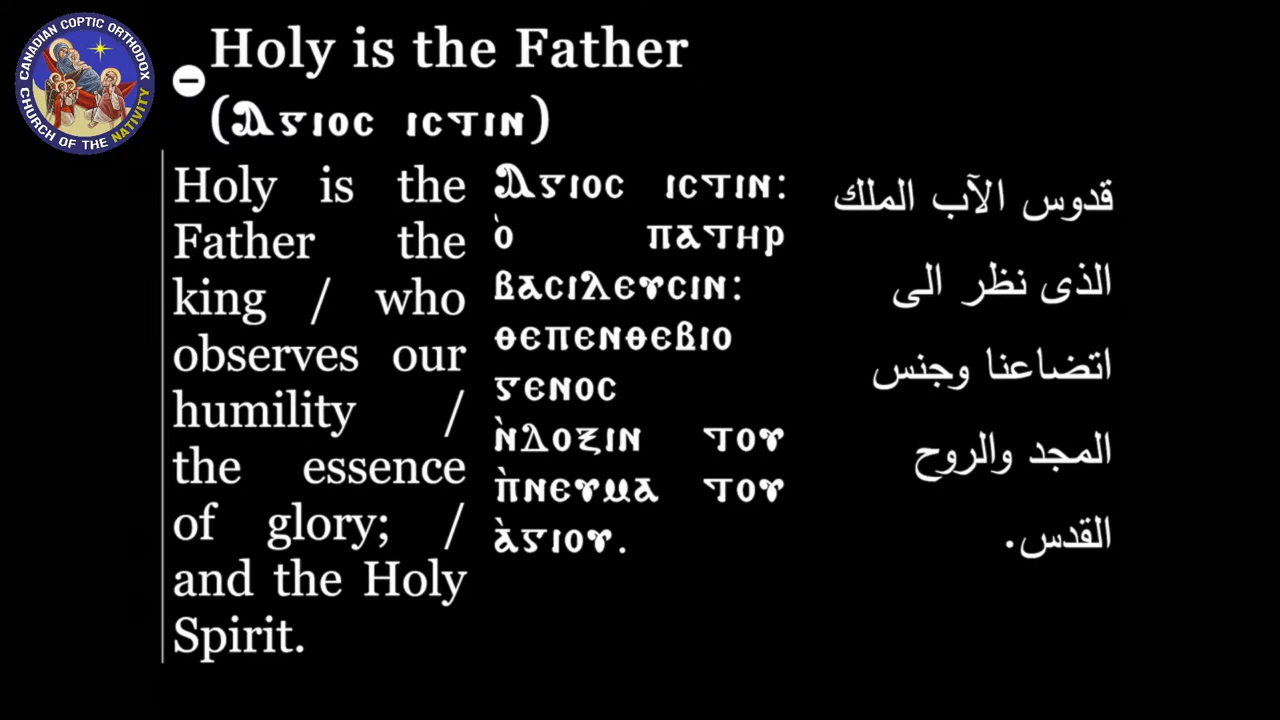 CANADIAN COPTIC ORTHODOX
CHURCH OF THE NATIVITY
Holy is the Father
(Ⲁⲅⲓⲟⲥ ⲓⲥⲧⲓⲛ)
Holy is the
Father the
king / who
observes our
humility /
the essence
of glory; /
and the Holy
Spirit.
Ⲁⲅⲓⲟⲥ ⲓⲥⲧⲓⲛ:
ⲟ̀ ⲡⲁⲧⲏⲣ
ⲃⲁⲥⲓⲗⲉⲩⲥⲓⲛ:
ⲑⲉⲡⲉⲛⲑⲉⲃⲓⲟ
ⲅⲉⲛⲟⲥ
ⲛ̀ⲇⲟⲝⲓⲛ ⲧⲟⲩ
ⲡ̀ⲛⲉⲩⲙⲁ ⲧⲟⲩ
ⲁ̀ⲅⲓⲟⲩ.
قدوس الآب الملك
الذى نظر الى
اتضاعنا وجنس
المجد والروح
القدس.